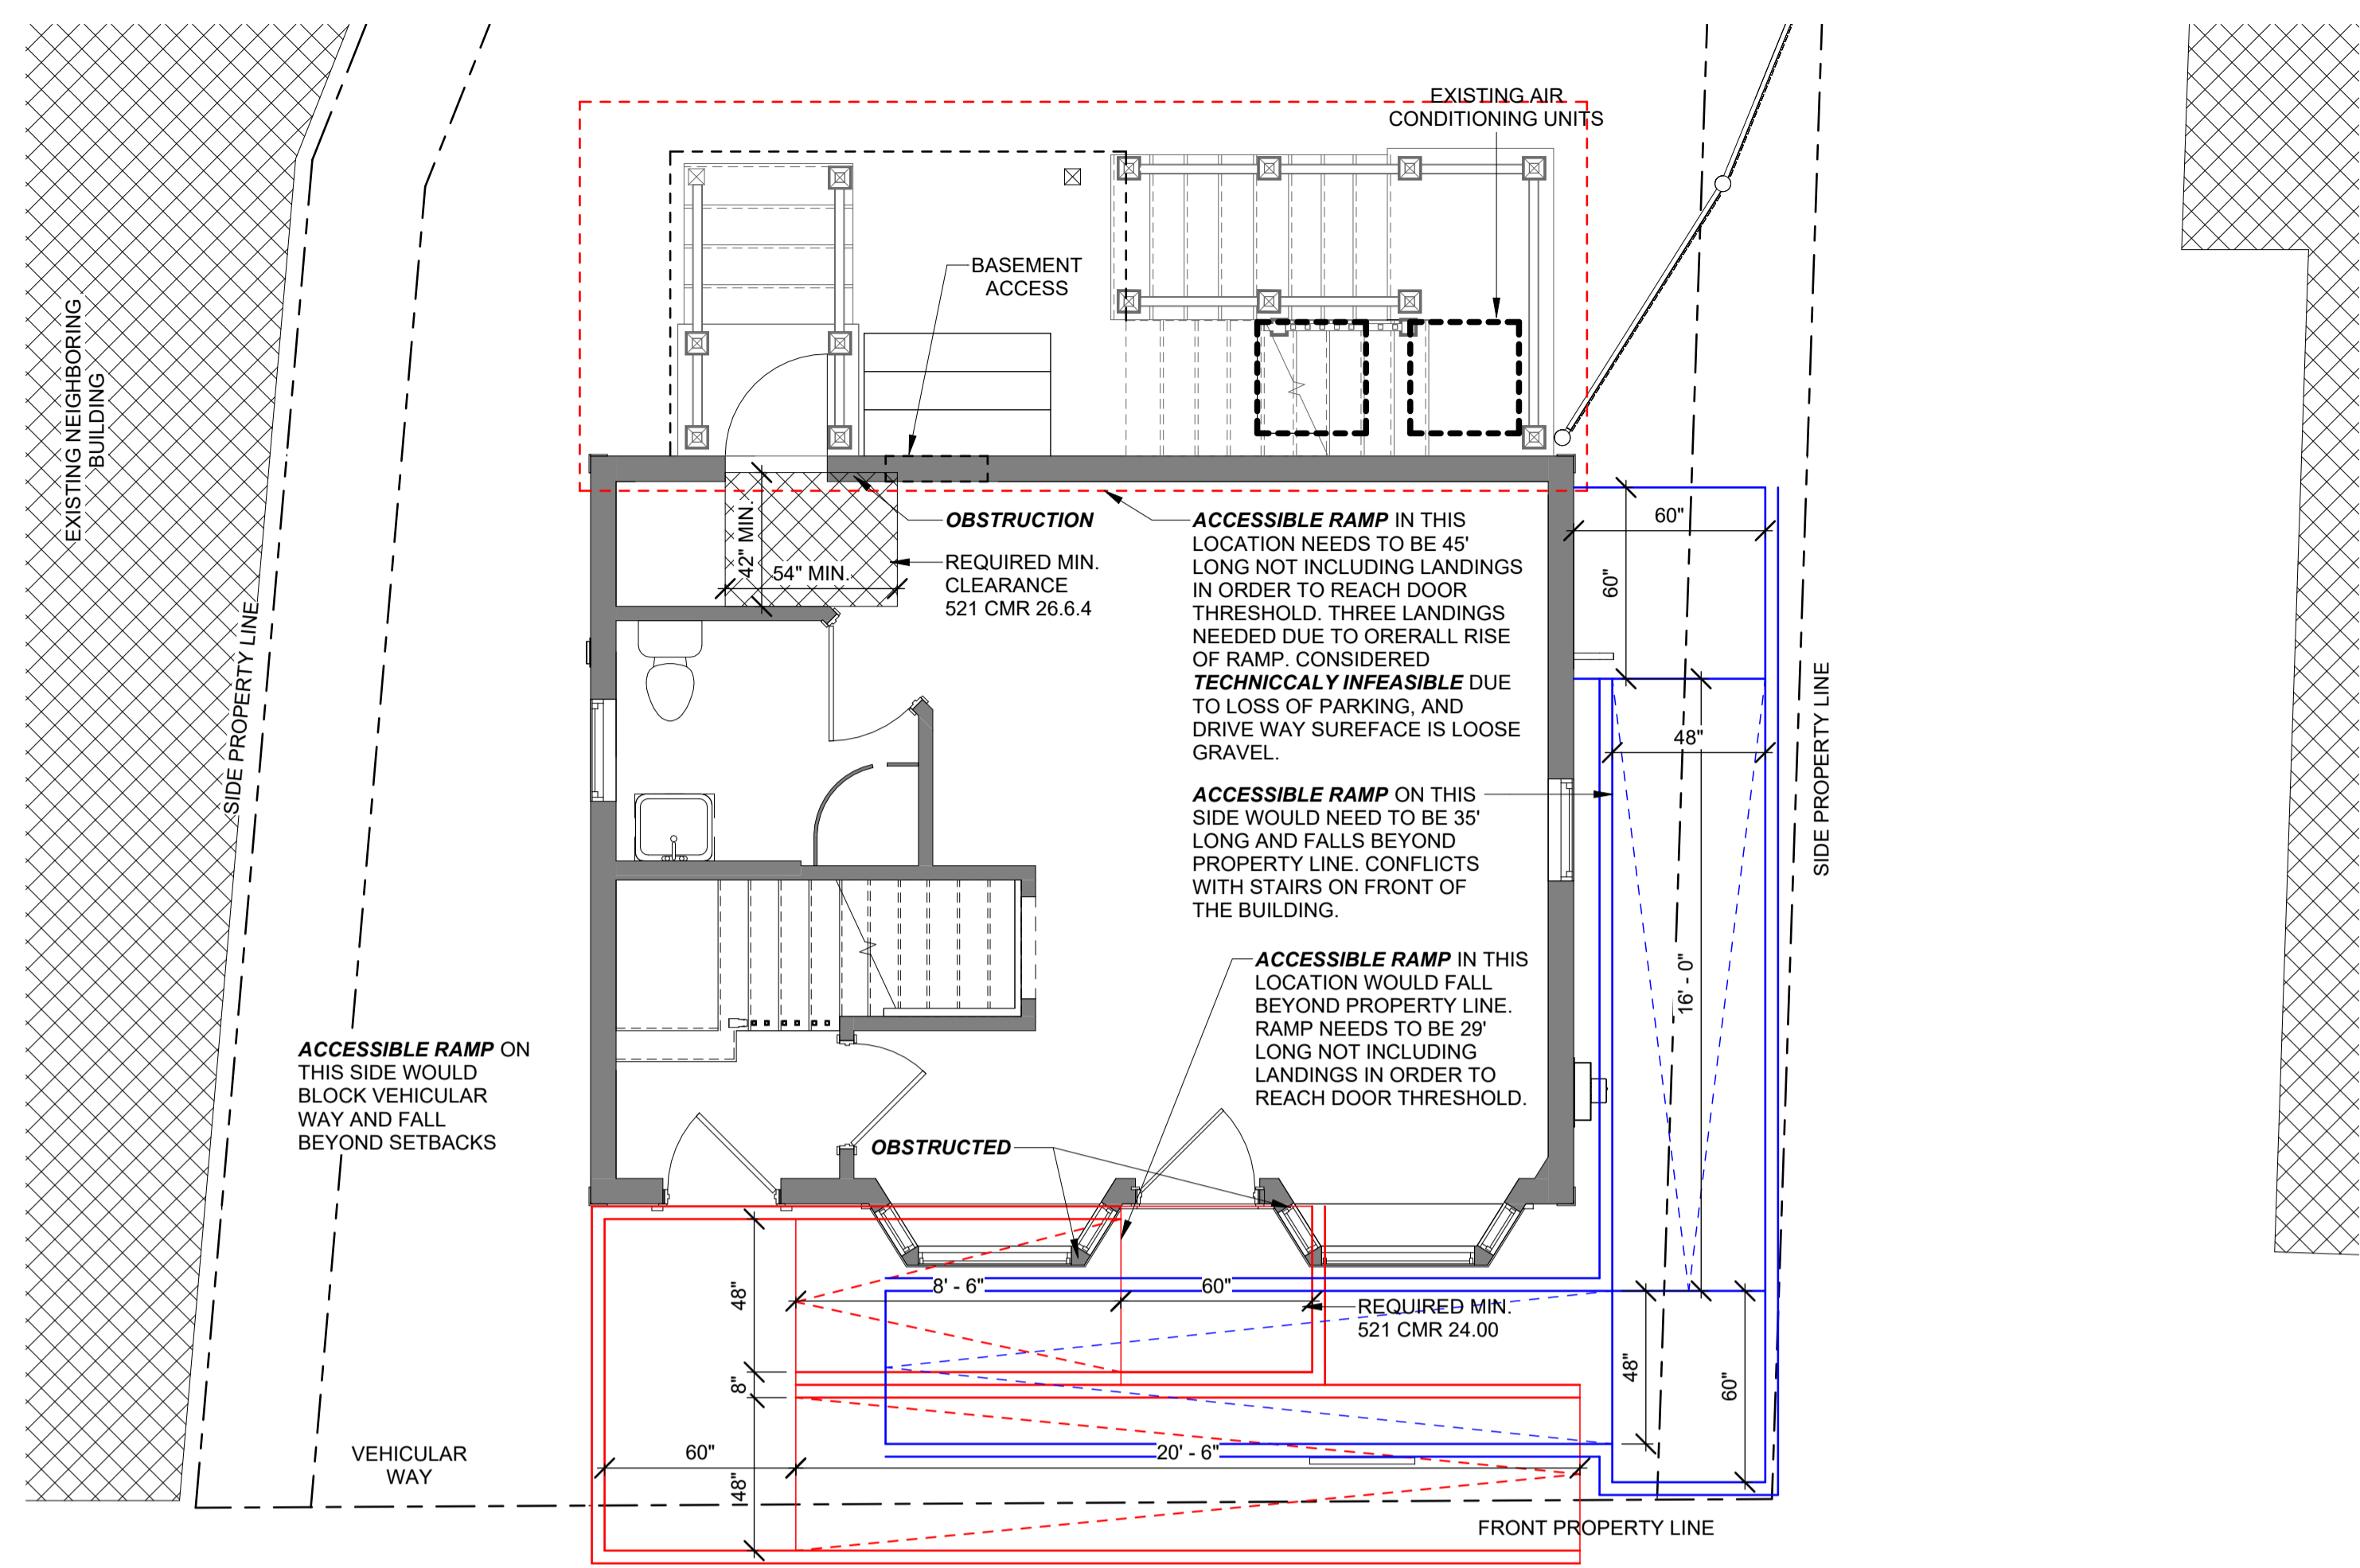 EXISTING AIR
CONDITIONING UNITS
BASEMENT
ACCESS
EXISTING NEIGHBORING
BUILDING
SIDE PROPERTY LINE
42" MIN.
54" MIN.
OBSTRUCTION
REQUIRED MIN.
CLEARANCE
521 CMR 26.6.4
ACCESSIBLE RAMP IN THIS
LOCATION NEEDS TO BE 45'
LONG NOT INCLUDING LANDINGS
IN ORDER TO REACH DOOR
THRESHOLD. THREE LANDINGS
NEEDED DUE TO ORERALL RISE
OF RAMP. CONSIDERED
TECHNICCALY INFEASIBLE DUE
TO LOSS OF PARKING, AND
DRIVE WAY SUREFACE IS LOOSE
GRAVEL.
60"
60"
48"
SIDE PROPERTY LINE
16' - 0"
ACCESSIBLE RAMP ON THIS
SIDE WOULD NEED TO BE 35'
LONG AND FALLS BEYOND
PROPERTY LINE. CONFLICTS
WITH STAIRS ON FRONT OF
THE BUILDING.
ACCESSIBLE RAMP IN THIS
LOCATION WOULD FALL
BEYOND PROPERTY LINE.
RAMP NEEDS TO BE 29'
LONG NOT INCLUDING
LANDINGS IN ORDER TO
REACH DOOR THRESHOLD.
ACCESSIBLE RAMP ON
THIS SIDE WOULD
BLOCK VEHICULAR
WAY AND FALL
BEYOND SETBACKS
OBSTRUCTED
48"
8' - 6"
60"
REQUIRED MIN.
521 CMR 24.00
8"
48"
60"
VEHICULAR
WAY
60"
20' - 6"
48"
FRONT PROPERTY LINE